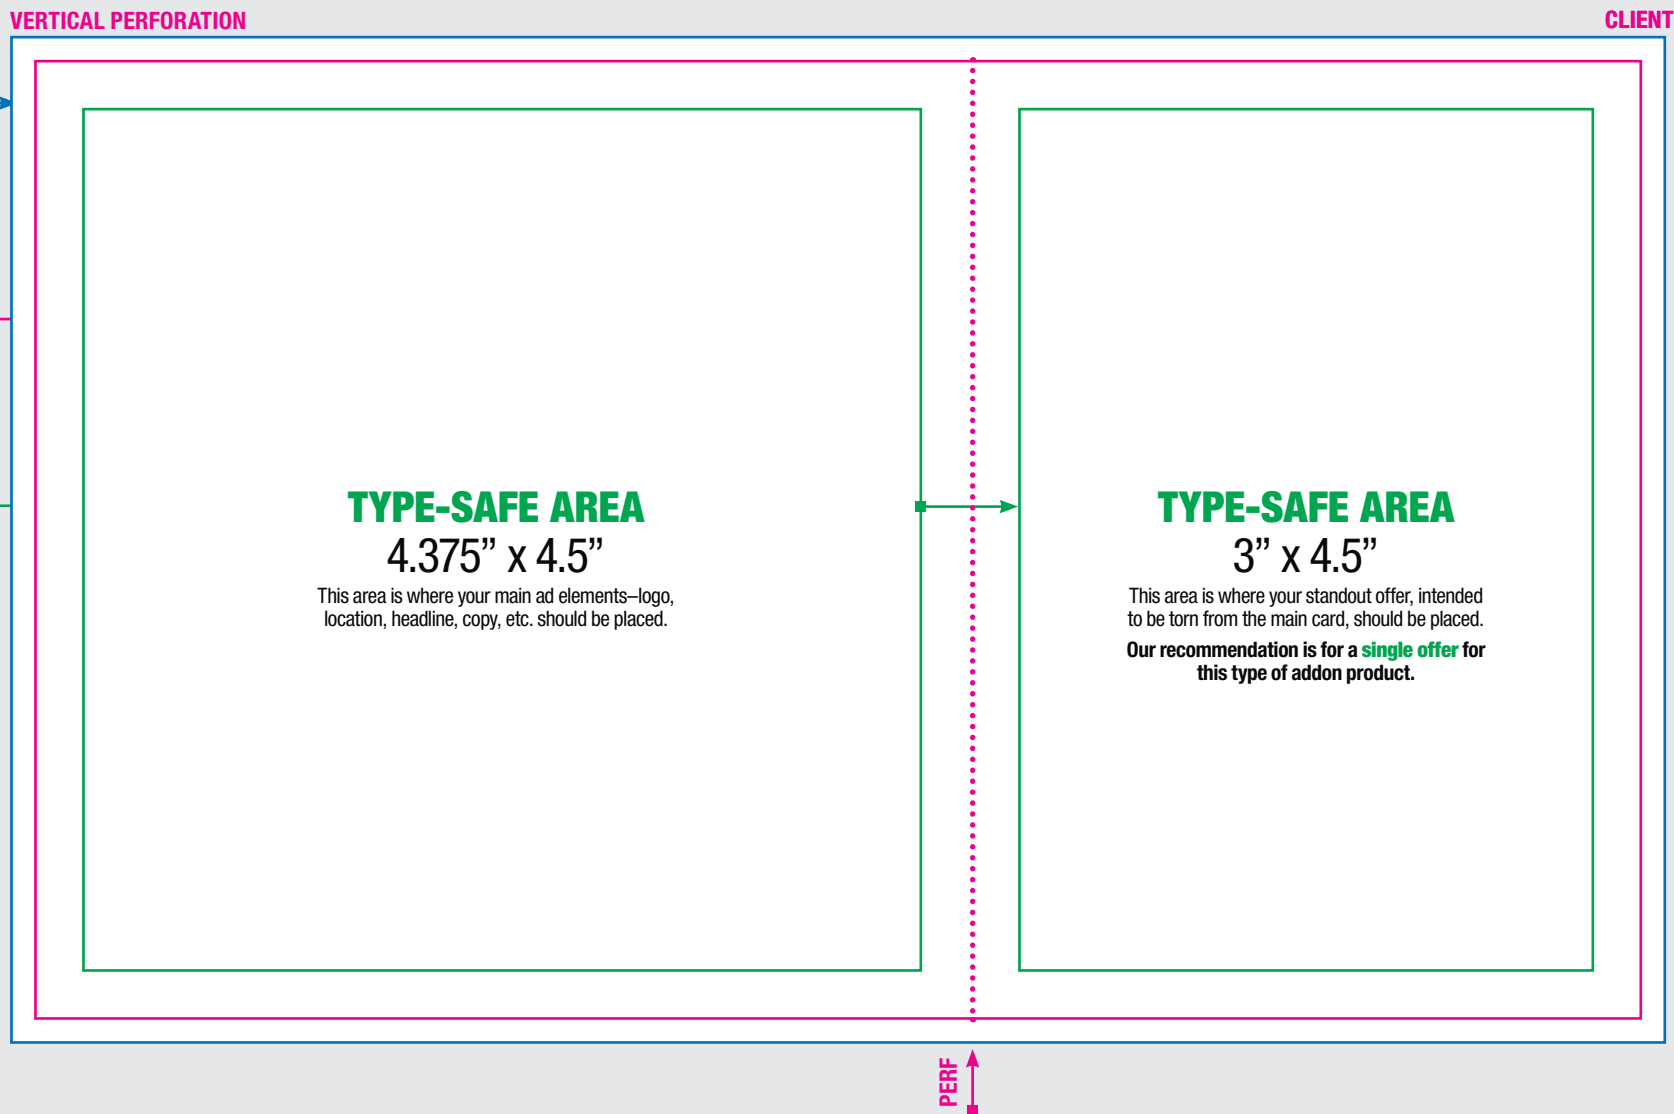 VERTICAL PERFORATION
CLIENT
TYPE-SAFE AREA
4.375” x 4.5”
This area is where your main ad elements–logo,
location, headline, copy, etc. should be placed.
TYPE-SAFE AREA
3” x 4.5”
This area is where your standout offer, intended
to be torn from the main card, should be placed.
Our recommendation is for a single offer for
this type of addon product.
PERF